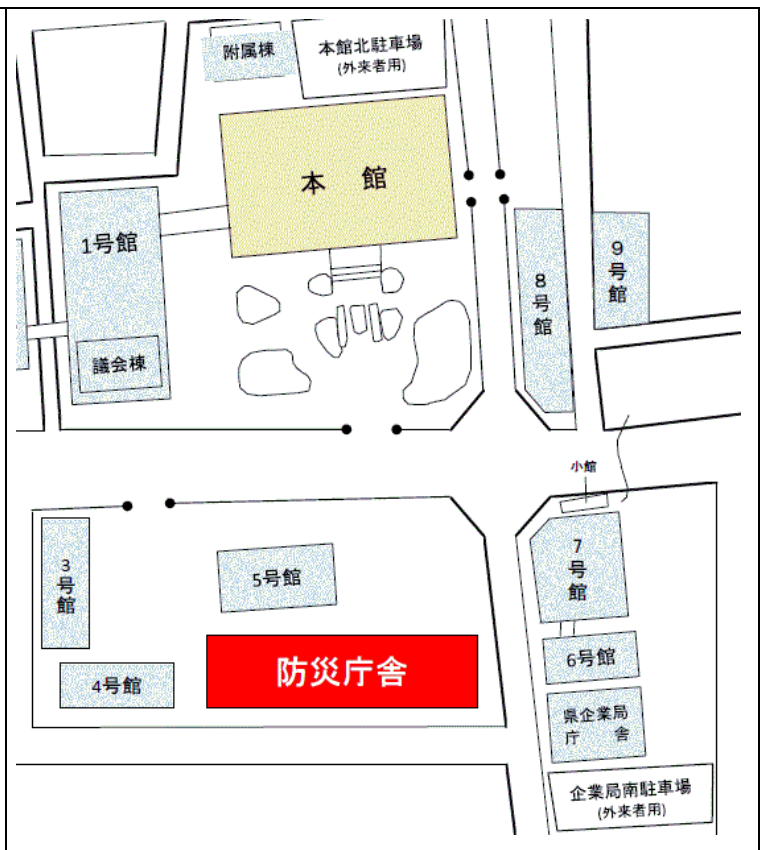 附属棟
本館北駐車場
(外来者用)
本 館
1号館
議会棟
8号館
9号館
小館
3号館
5号館
7号館
4号館
防災庁舎
6号館
県企業局
庁 舎
企業局南駐車場
(外来者用)